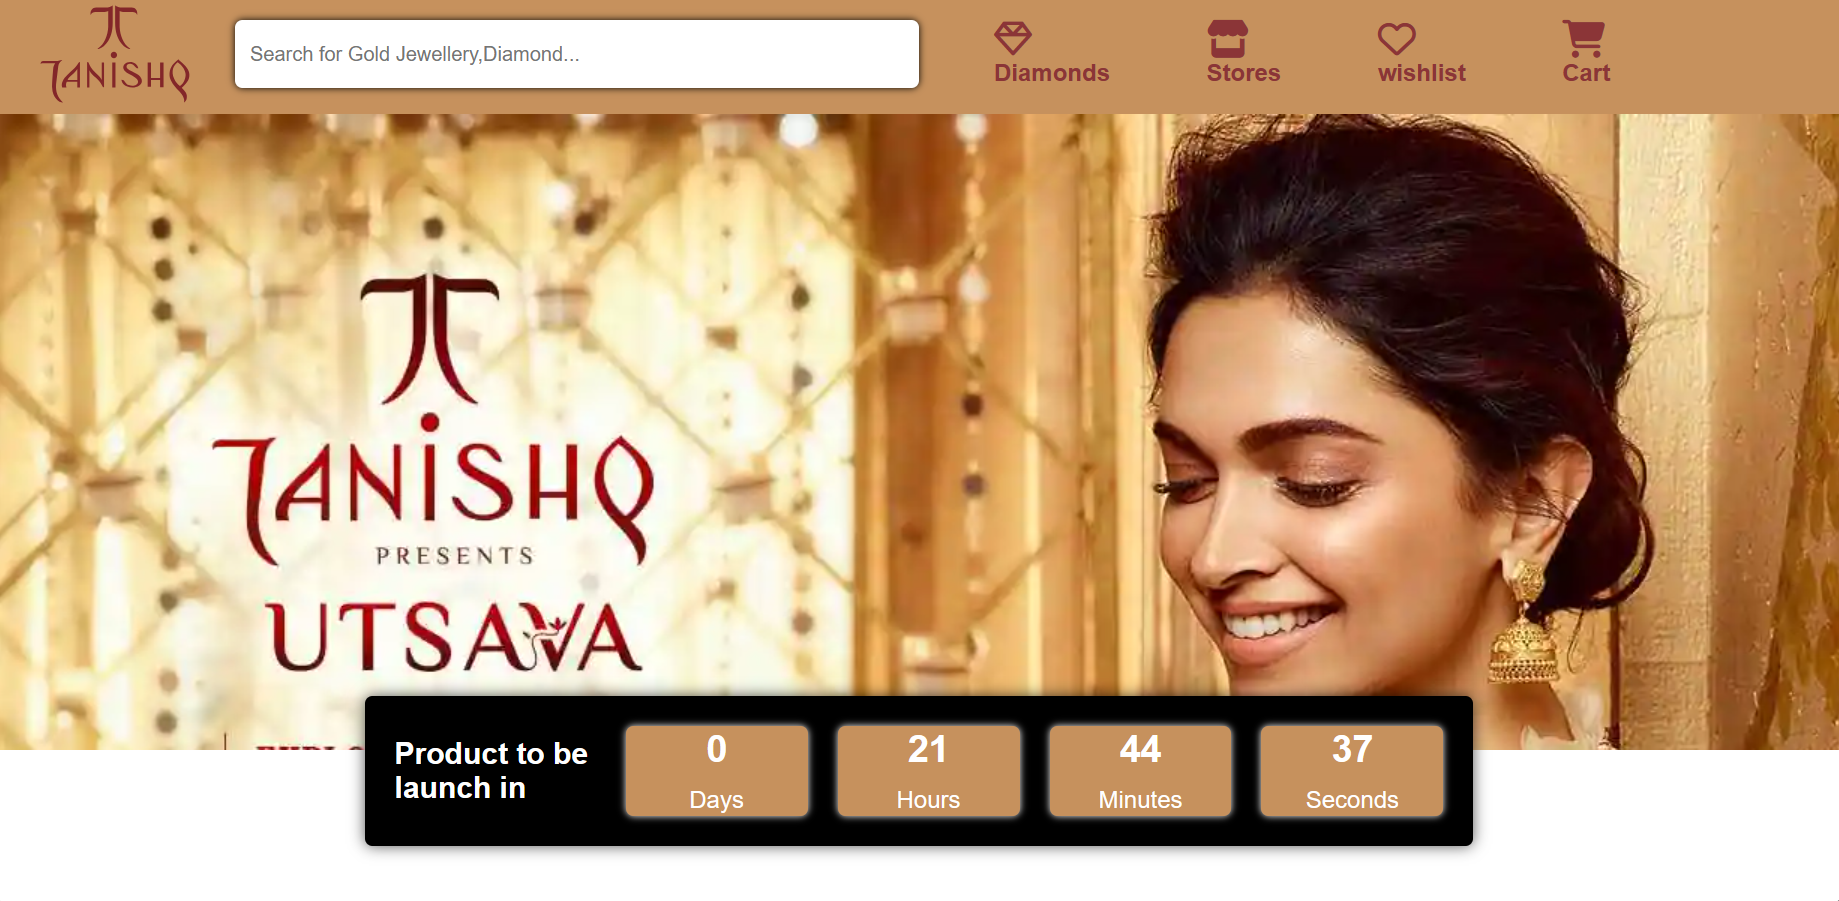 TANISHQ
Search for Gold Jewellery,Diamond...
Diamonds
Stores
wishlist
Cart
TANISHQ
PRESENTS
UTSAVA
Product to be
launch in
0
Days
21
Hours
44
Minutes
37
Seconds